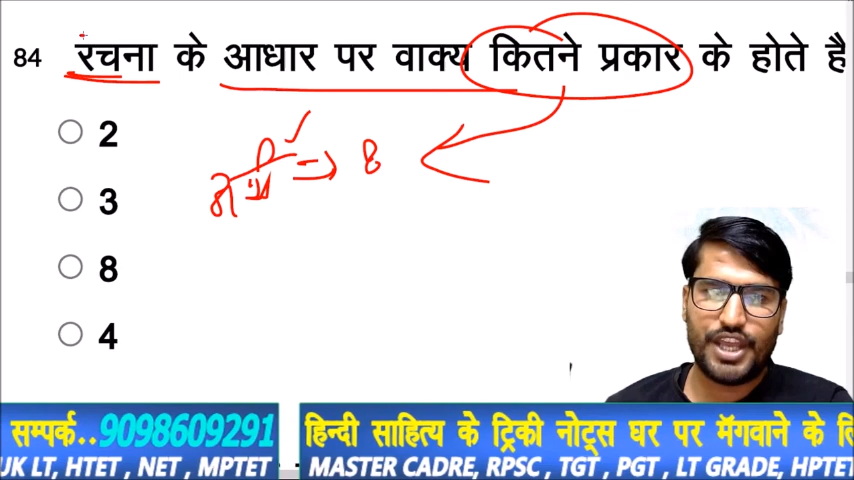 84 रचना के आधार पर वाक्य कितने प्रकार के होते है
2
3
8
4
⇒ 8
सम्पर्क..9098609291
UK LT, HTET , NET , MPTET
हिन्दी साहित्य के ट्रिकी नोट्स घर पर मॅगवाने के लि
MASTER CADRE, RPSC , TGT , PGT , LT GRADE, HPTET